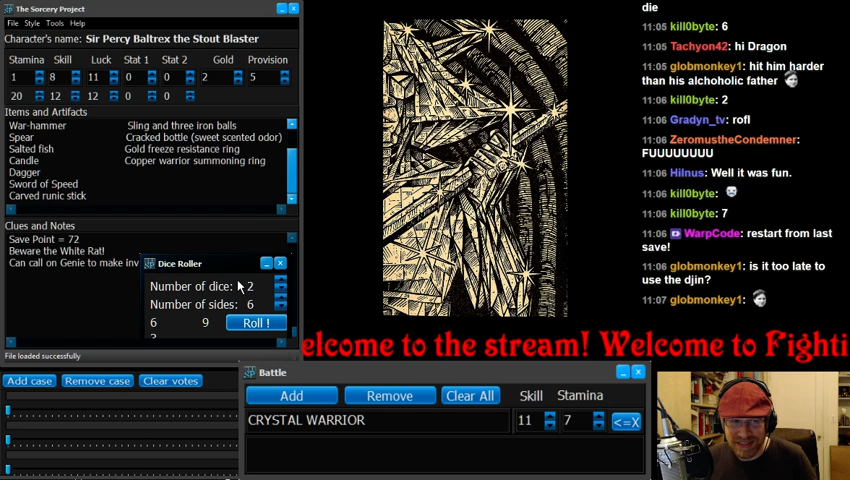 The Sorcery Project
File Style Tools Help
Character's name: Sir Percy Baltrex the Stout Blaster
Stamina Skill Luck Stat 1 Stat 2 Gold Provision
1 8 11 0 0 2 5
20 12 12 0 0
Items and Artifacts
War-hammer Sling and three iron balls
Spear Cracked bottle (sweet scented odor)
Salted fish Gold freeze resistance ring
Candle Copper warrior summoning ring
Dagger
Sword of Speed
Carved runic stick
Clues and Notes
Save Point = 72
Beware the White Rat!
Can call on Genie to make inv
Dice Roller
Number of dice: 2
Number of sides: 6
6 9 Roll !
File loaded successfully
Add case Remove case Clear votes
Battle
Add Remove Clear All Skill Stamina
CRYSTAL WARRIOR 11 7 <=X
elcome to the stream! Welcome to Fighti
die
11:05 kill0byte: 6
11:05 Tachyon42: hi Dragon
11:05 globmonkey1: hit him harder
than his alchoholic father
11:06 kill0byte: 2
11:06 Gradyn_tv: rofl
11:06 ZeromustheCondemner:
FUUUUUUUU
11:06 Hilnus: Well it was fun.
11:06 kill0byte:
11:06 kill0byte: 7
11:06 WarpCode: restart from last
save!
11:06 globmonkey1: is it too late to
use the djin?
11:07 globmonkey1: